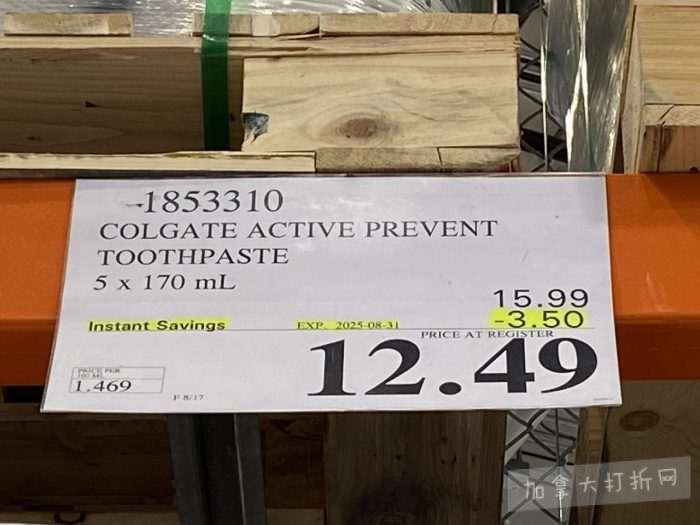 1853310
COLGATE ACTIVE PREVENT
TOOTHPASTE
5 x 170 mL
15.99
Instant Savings EXP. 2025-08-31 -3.50
PRICE AT REGISTER
12.49
PRICE PER
100 ML
1.469
F 8/17
加拿大打折网